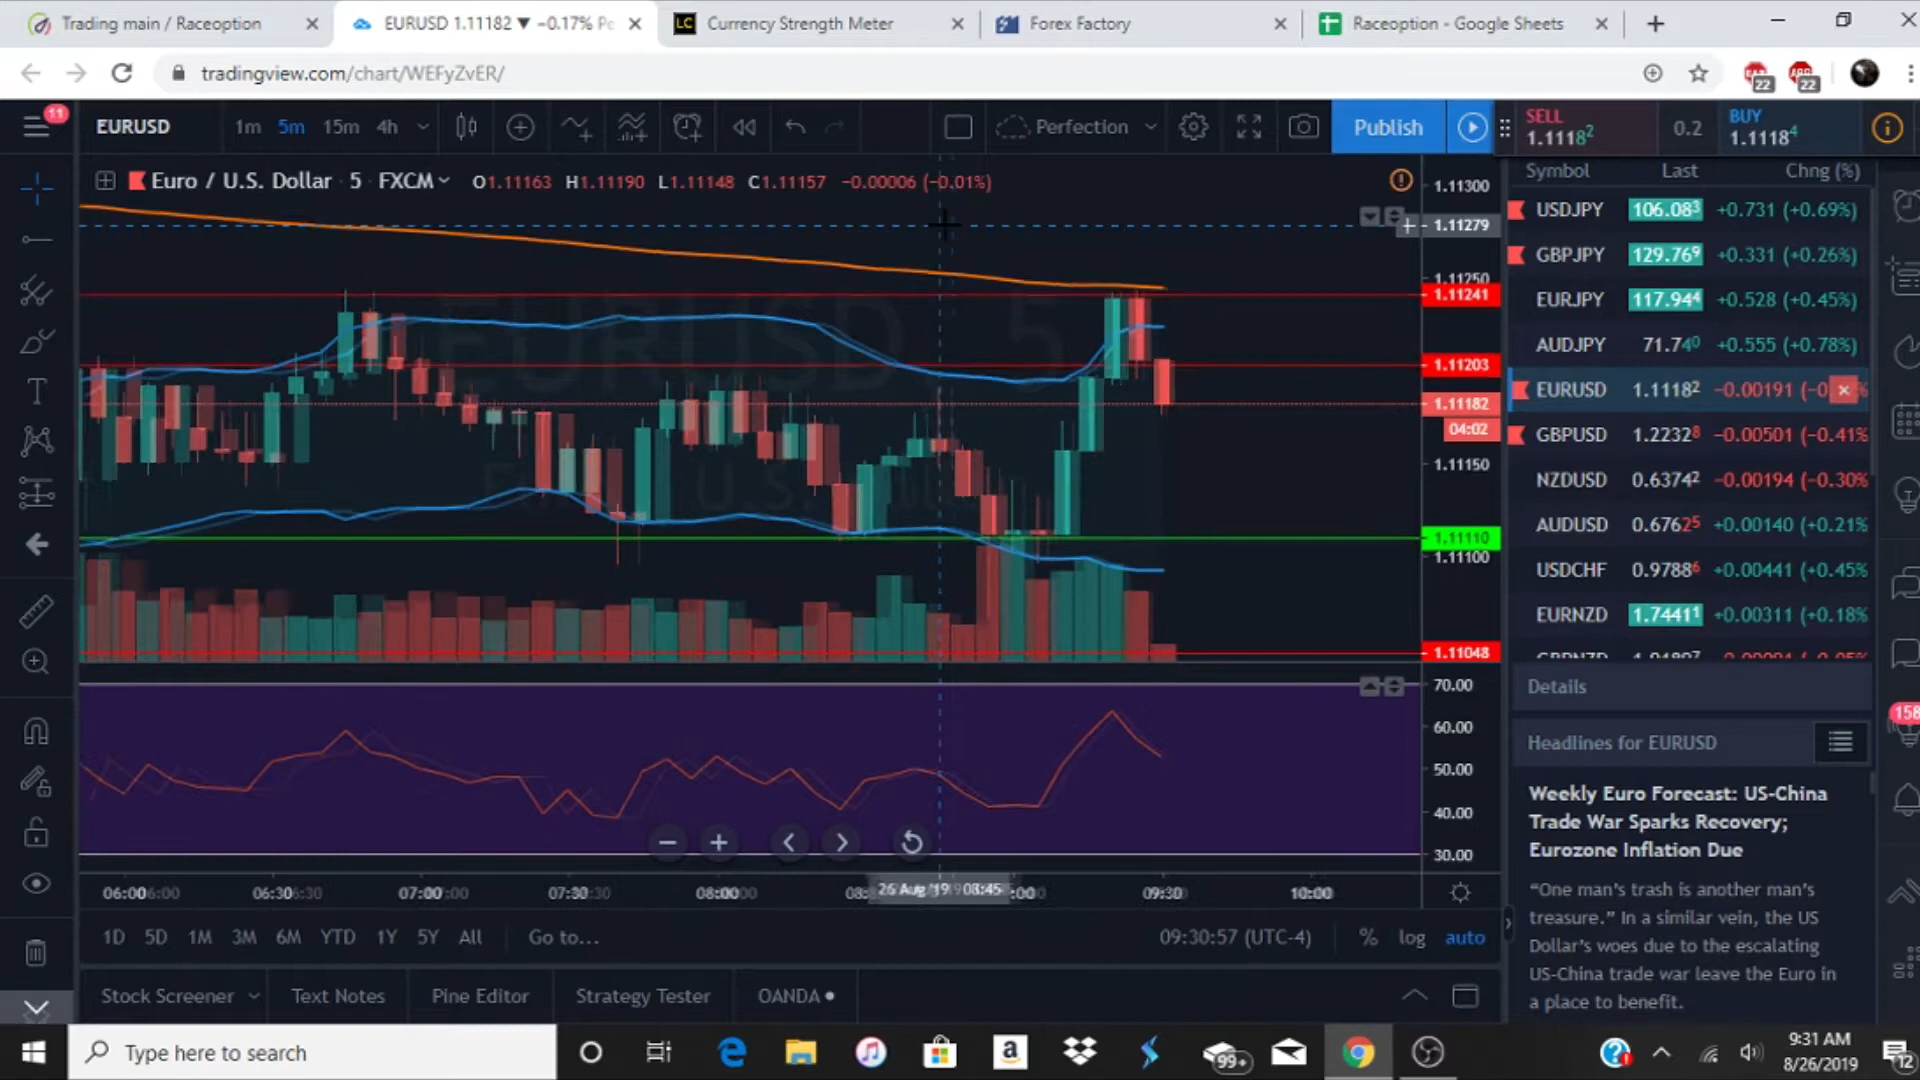 Trading main / Raceoption
EURUSD 1.11182 ▼ −0.17% Pe
Currency Strength Meter
Forex Factory
Raceoption - Google Sheets
tradingview.com/chart/WEFyZvER/
22
22
11
EURUSD
1m 5m 15m 4h
Perfection
Publish
SELL
1.11182
0.2
BUY
1.11184
Euro / U.S. Dollar · 5 · FXCM
O1.11163 H1.11190 L1.11148 C1.11157 −0.00006 (−0.01%)
1.11300
1.11279
1.11250
1.11241
1.11203
1.11182
04:02
1.11150
1.11110
1.11100
1.11048
70.00
60.00
50.00
40.00
30.00
EURUSD, 5
Symbol Last Chng (%)
USDJPY 106.083 +0.731 (+0.69%)
GBPJPY 129.769 +0.331 (+0.26%)
EURJPY 117.944 +0.528 (+0.45%)
AUDJPY 71.740 +0.555 (+0.78%)
EURUSD 1.11182 −0.00191 (−0.
GBPUSD 1.22328 −0.00501 (−0.41%
NZDUSD 0.63742 −0.00194 (−0.30%
AUDUSD 0.67625 +0.00140 (+0.21%
USDCHF 0.97886 +0.00441 (+0.45%
EURNZD 1.74411 +0.00311 (+0.18%
Details
Headlines for EURUSD
158
Weekly Euro Forecast: US-China
Trade War Sparks Recovery;
Eurozone Inflation Due
“One man’s trash is another man’s
treasure.” In a similar vein, the US
Dollar’s woes due to the escalating
US-China trade war leave the Euro in
a place to benefit.
06:00 06:30 07:00 07:30 08:00 26 Aug '19 08:45 09:30 10:00
1D 5D 1M 3M 6M YTD 1Y 5Y All Go to...
09:30:57 (UTC-4) % log auto
Stock Screener Text Notes Pine Editor Strategy Tester OANDA
Type here to search
99+
9:31 AM
8/26/2019
12